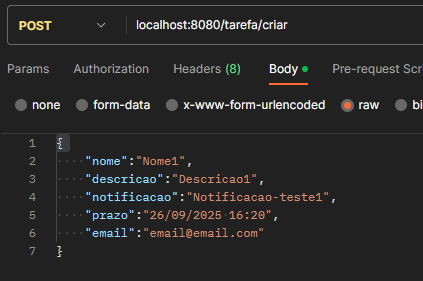 POST localhost:8080/tarefa/criar
Params Authorization Headers (8) Body Pre-request Scr
none form-data x-www-form-urlencoded raw bi
1 {
2 "nome":"Nome1",
3 "descricao":"Descricao1",
4 "notificacao":"Notificacao-teste1",
5 "prazo":"26/09/2025 16:20",
6 "email":"email@email.com"
7 }